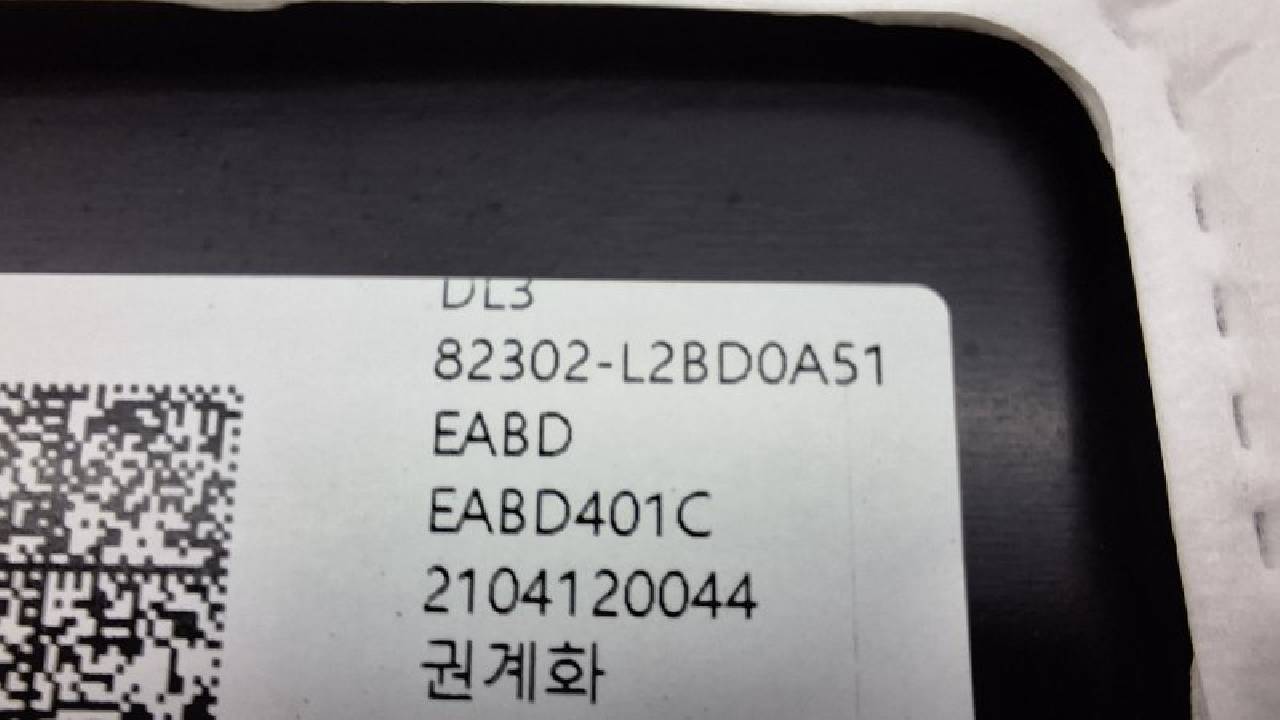 DL3
82302-L2BD0A51
EABD
EABD401C
2104120044
권계화